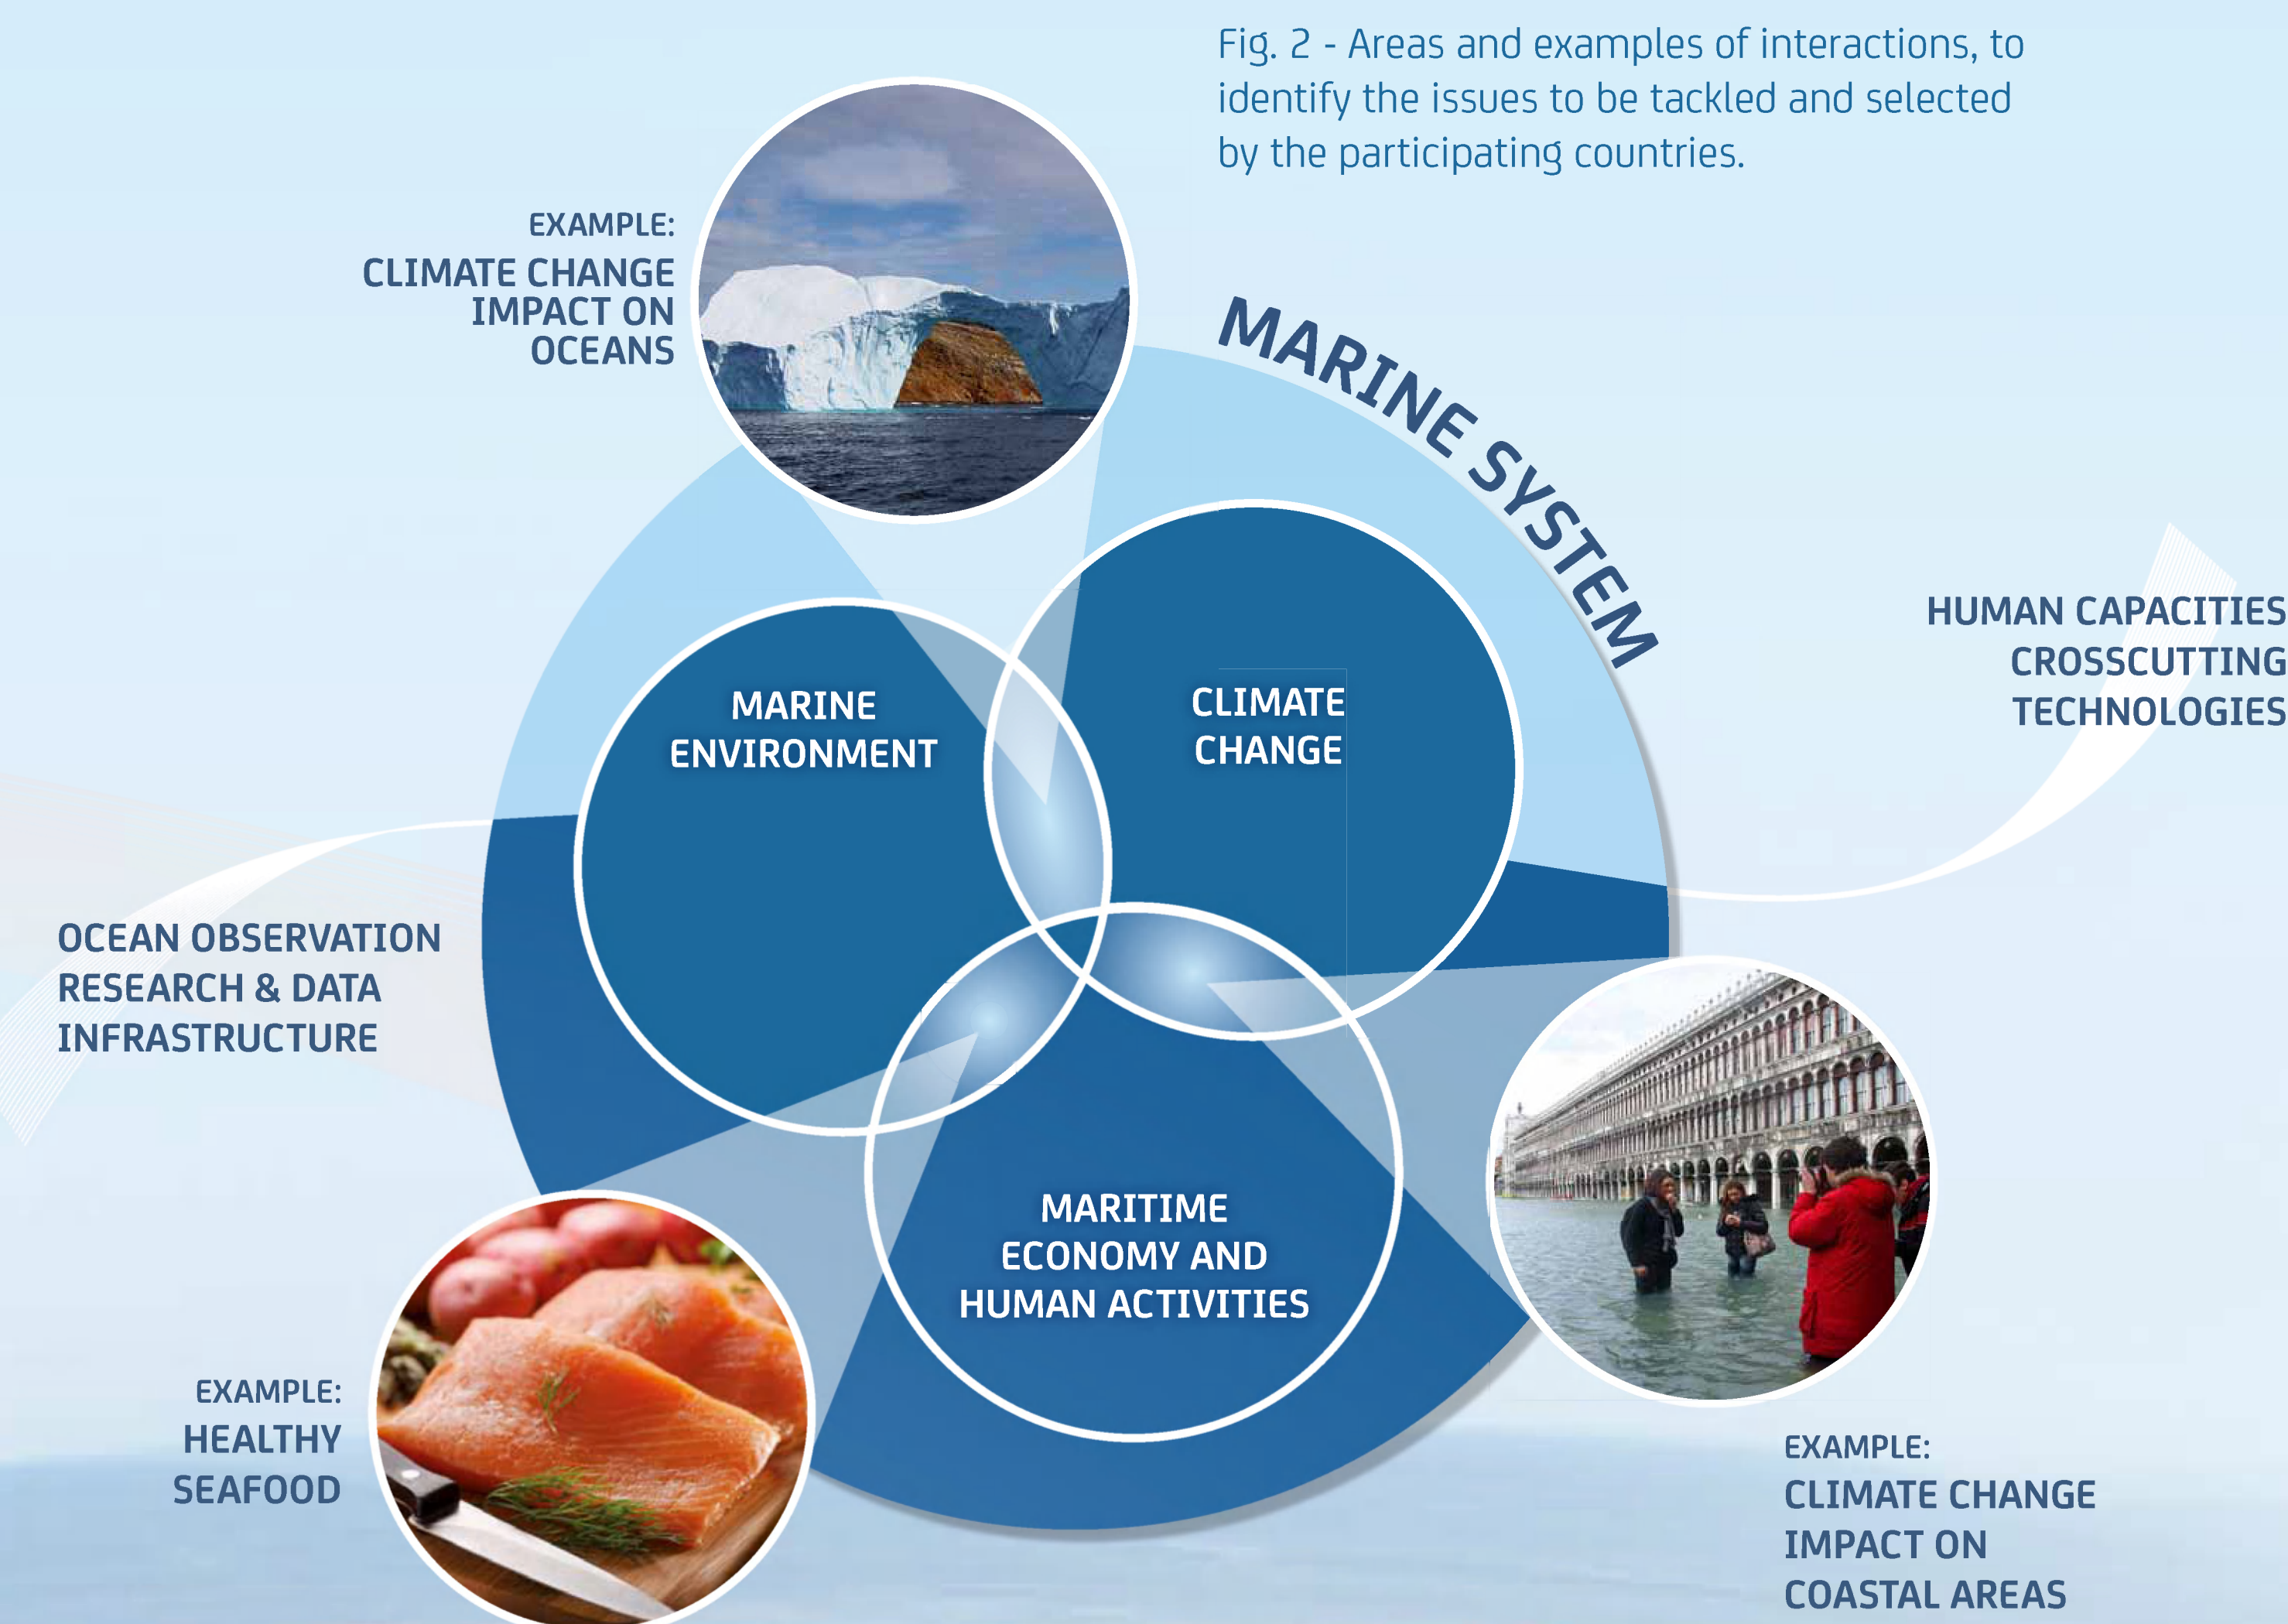 Fig. 2 - Areas and examples of interactions, to
identify the issues to be tackled and selected
by the participating countries.
EXAMPLE:
CLIMATE CHANGE
IMPACT ON
OCEANS
MARINE SYSTEM
HUMAN CAPACITIES
CROSSCUTTING
TECHNOLOGIES
MARINE
ENVIRONMENT
CLIMATE
CHANGE
OCEAN OBSERVATION
RESEARCH & DATA
INFRASTRUCTURE
MARITIME
ECONOMY AND
HUMAN ACTIVITIES
EXAMPLE:
HEALTHY
SEAFOOD
EXAMPLE:
CLIMATE CHANGE
IMPACT ON
COASTAL AREAS